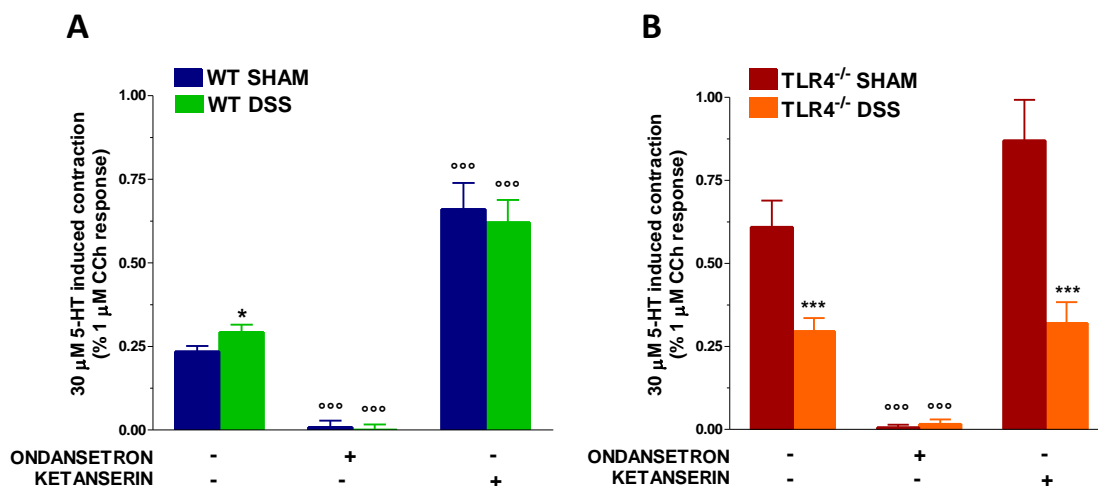 A
WT SHAM
WT DSS
30 μM 5-HT induced contraction
(% 1 μM CCh response)
1.00
0.75
0.50
0.25
0.00
*
°°° °°°
°°° °°°
ONDANSETRON - + -
KETANSERIN - - +
B
TLR4-/- SHAM
TLR4-/- DSS
30 μM 5-HT induced contraction
(% 1 μM CCh response)
1.00
0.75
0.50
0.25
0.00
***
°°° °°°
***
ONDANSETRON - + -
KETANSERIN - - +